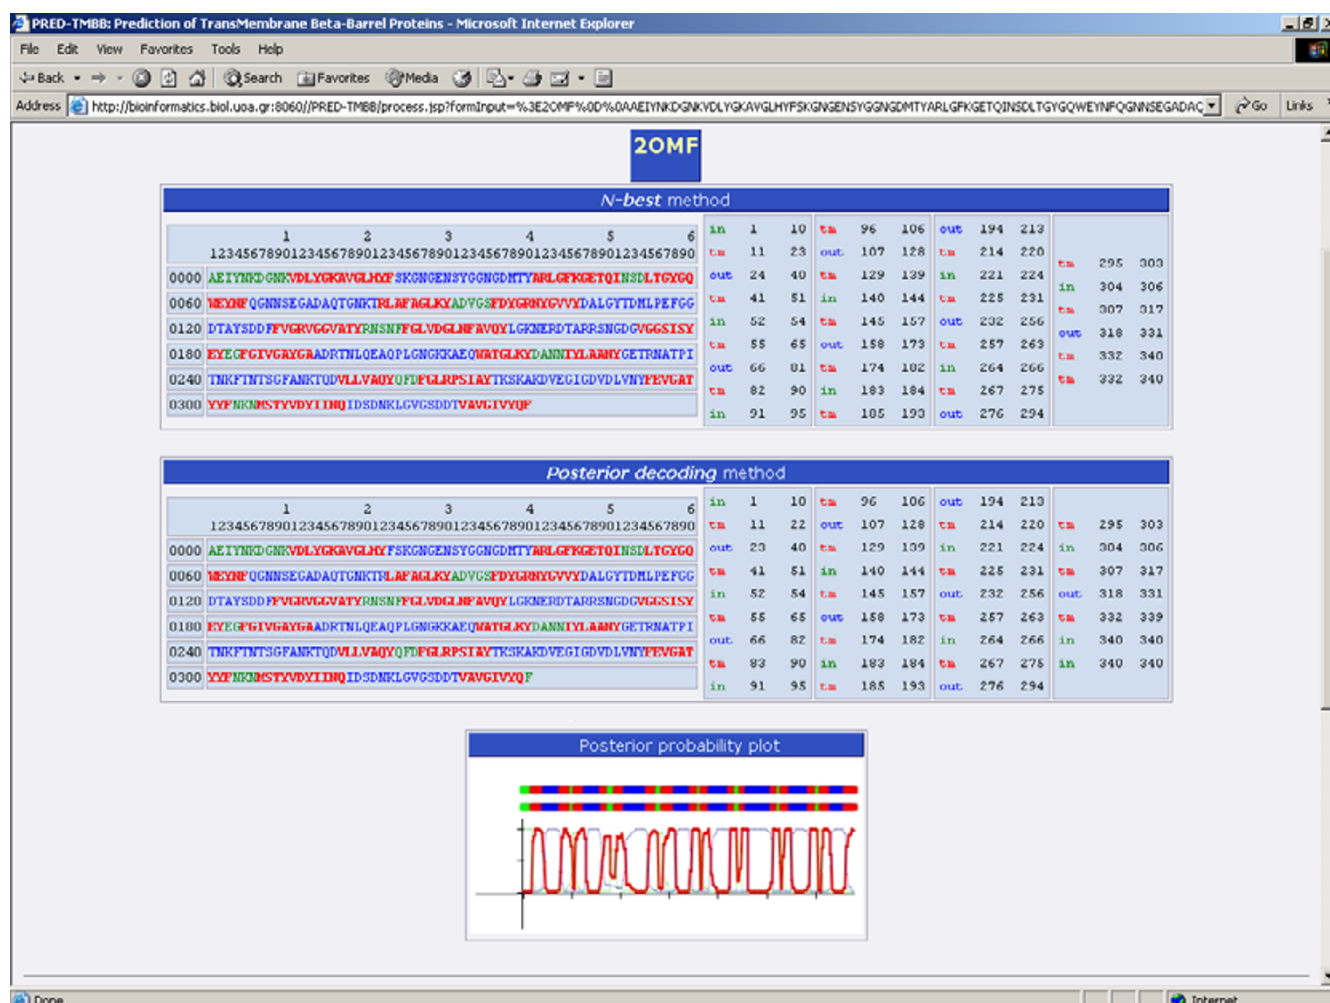 PRED-TMBB: Prediction of TransMembrane Beta-Barrel Proteins - Microsoft Internet Explorer
File Edit View Favorites Tools Help
Back Search Favorites Media
Address http://bioinformatics.biol.uoa.gr:8060//PRED-TMBB/process.jsp?formInput=%3E2OMF%0D%0AAEIYNKDGNKVDLYGKAVGLHYFSKGNGENSYGGNGDMTYARLGFKGETQINSDLTGYGQWEYNFQGNNSEGADAC Go Links
2OMF
N-best method
1 2 3 4 5 6
123456789012345678901234567890123456789012345678901234567890
0000 AEIYNKDGNKVDLYGKAVGLHYFSKGNGENSYGGNGDMTYARLGFKGETQINSDLTGYGQ
0060 WEYNFQGNNSEGADAQTGNKTRLAFAGLKYADVGSFDYGRNYGVVYDALGYTDMLPEFGG
0120 DTAYSDDFFVGRVGGVATYRNSNFFGLVDGLNFAVQYLGKNERDTARRSNGDGVGGSISY
0180 EYEGFGIVGAYGAADRTNLQEAQPLGNGKKAEQWATGLKYDANNIYLAANYGETRNATPI
0240 TNKFTNTSGFANKTQDVLLVAQYQFDFGLRPSIAYTKSKAKDVEGIGDVDLVNYFEVGAT
0300 YYFNKNMSTYVDYIINQIDSDNKLGVGSDDTVAVGIVYQF
in 1 10 tm 96 106 out 194 213
tm 11 23 out 107 128 tm 214 220 tm 295 303
out 24 40 tm 129 139 in 221 224 in 304 306
tm 41 51 in 140 144 tm 225 231 tm 307 317
in 52 54 tm 145 157 out 232 256 out 318 331
tm 55 65 out 158 173 tm 257 263 tm 332 340
out 66 81 tm 174 182 in 264 266 tm 332 340
tm 82 90 in 183 184 tm 267 275
in 91 95 tm 185 193 out 276 294
Posterior decoding method
1 2 3 4 5 6
123456789012345678901234567890123456789012345678901234567890
0000 AEIYNKDGNKVDLYGKAVGLHYFSKGNGENSYGGNGDMTYARLGFKGETQINSDLTGYGQ
0060 WEYNFQGNNSEGADAQTGNKTRLAFAGLKYADVGSFDYGRNYGVVYDALGYTDMLPEFGG
0120 DTAYSDDFFVGRVGGVATYRNSNFFGLVDGLNFAVQYLGKNERDTARRSNGDGVGGSISY
0180 EYEGFGIVGAYGAADRTNLQEAQPLGNGKKAEQWATGLKYDANNIYLAANYGETRNATPI
0240 TNKFTNTSGFANKTQDVLLVAQYQFDFGLRPSIAYTKSKAKDVEGIGDVDLVNYFEVGAT
0300 YYFNKNMSTYVDYIINQIDSDNKLGVGSDDTVAVGIVYQF
in 1 10 tm 96 106 out 194 213
tm 11 22 out 107 128 tm 214 220 tm 295 303
out 23 40 tm 129 139 in 221 224 in 304 306
tm 41 51 in 140 144 tm 225 231 tm 307 317
in 52 54 tm 145 157 out 232 256 out 318 331
tm 55 65 out 158 173 tm 257 263 tm 332 339
out 66 82 tm 174 182 in 264 266 in 340 340
tm 83 90 in 183 184 tm 267 275 in 340 340
in 91 95 tm 185 193 out 276 294
Posterior probability plot
Done Internet